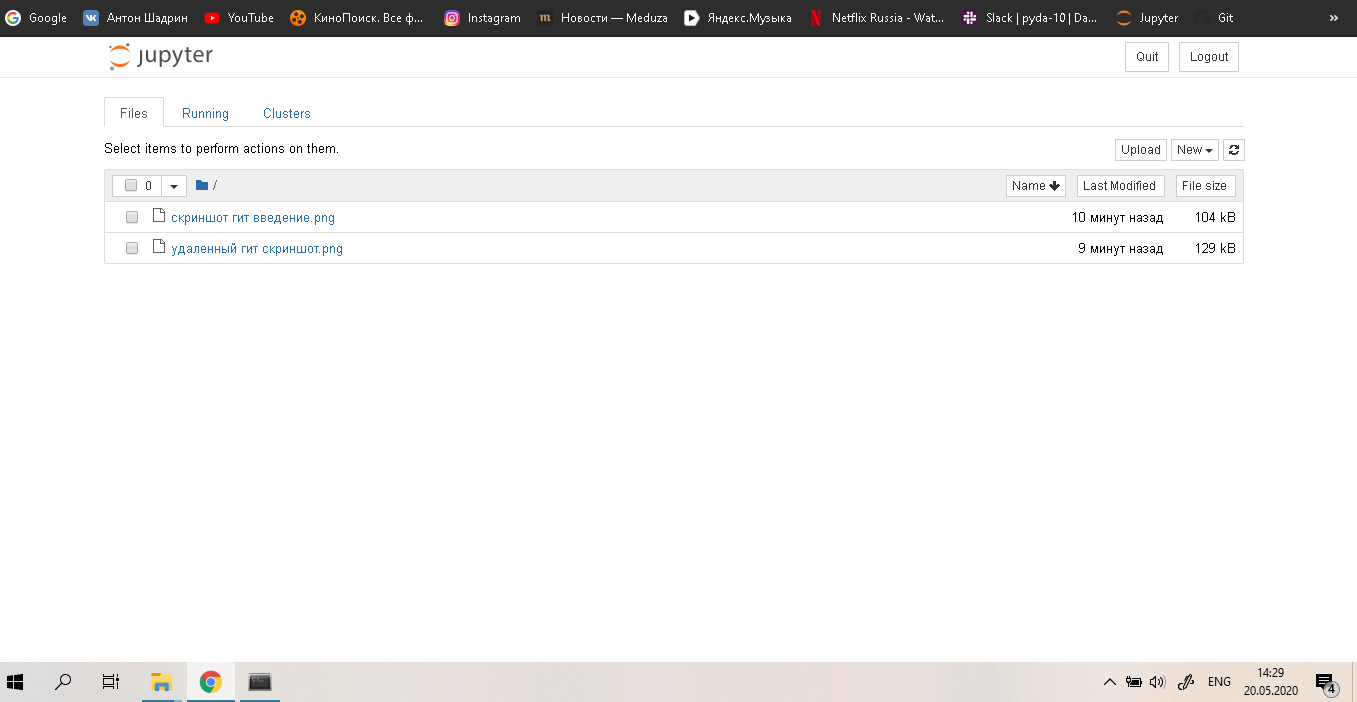 Google Антон Шадрин YouTube КиноПоиск. Все ф... Instagram m Новости — Meduza Яндекс.Музыка Netflix Russia - Wat... Slack | pyda-10 | Da... Jupyter Git »
jupyter Quit Logout
Files Running Clusters
Select items to perform actions on them. Upload New
0 / Name Last Modified File size
скриншот гит введение.png 10 минут назад 104 kB
удаленный гит скриншот.png 9 минут назад 129 kB
ENG 14:29 4
20.05.2020